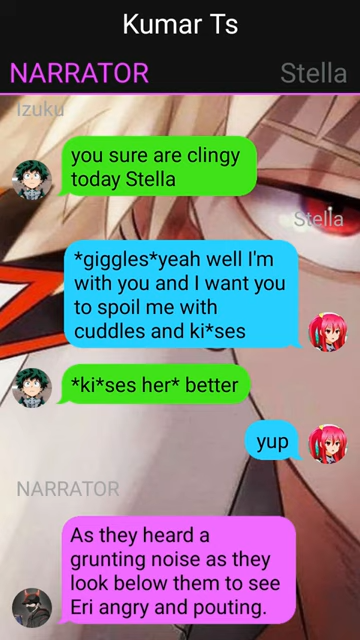 Kumar Ts
NARRATOR Stella
Izuku
you sure are clingy
today Stella
Stella
*giggles*yeah well I'm
with you and I want you
to spoil me with
cuddles and ki*ses
*ki*ses her* better
yup
NARRATOR
As they heard a
grunting noise as they
look below them to see
Eri angry and pouting.